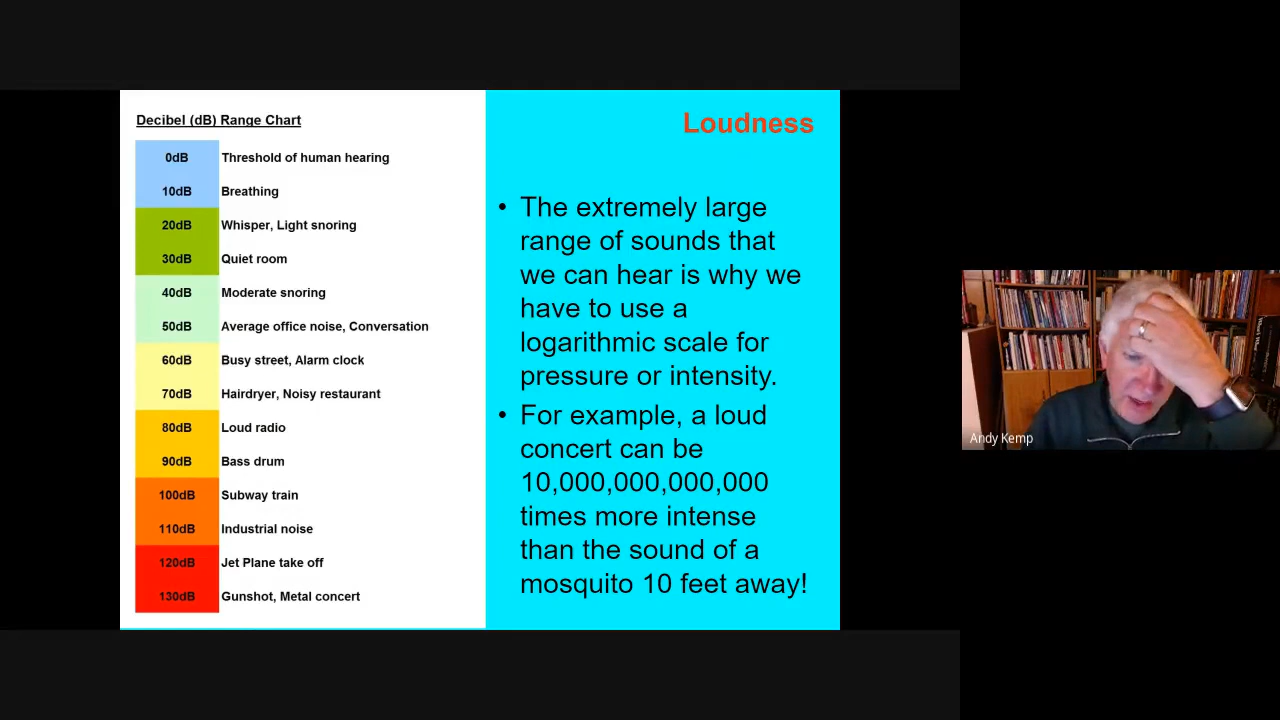 Decibel (dB) Range Chart
0dB Threshold of human hearing
10dB Breathing
20dB Whisper, Light snoring
30dB Quiet room
40dB Moderate snoring
50dB Average office noise, Conversation
60dB Busy street, Alarm clock
70dB Hairdryer, Noisy restaurant
80dB Loud radio
90dB Bass drum
100dB Subway train
110dB Industrial noise
120dB Jet Plane take off
130dB Gunshot, Metal concert
Loudness
• The extremely large
range of sounds that
we can hear is why we
have to use a
logarithmic scale for
pressure or intensity.
• For example, a loud
concert can be
10,000,000,000,000
times more intense
than the sound of a
mosquito 10 feet away!
Andy Kemp